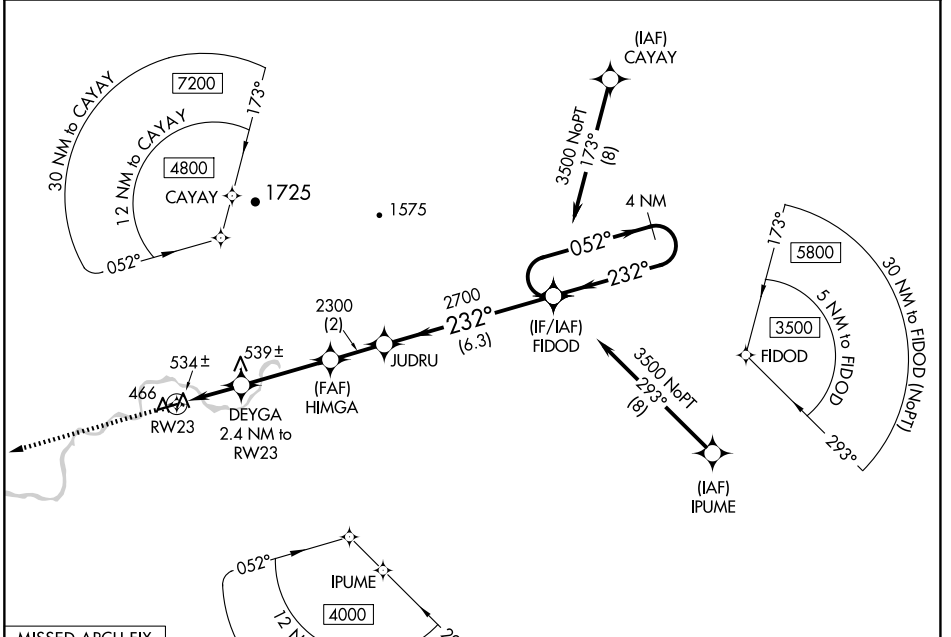 (IAF)
CAYAY
30 NM to CAYAY
7200
173°
12 NM to CAYAY
4800
CAYAY
1725
052°
3500 NoPT
173°
(8)
1575
4 NM
052°
232°
173°
5800
30 NM to FIDOD (NoPT)
5 NM to FIDOD
3500
FIDOD
293°
2300
(2)
2700
232°
(6.3)
(IF/IAF)
FIDOD
JUDRU
(FAF)
HIMGA
534±
539±
466
RW23
DEYGA
2.4 NM to
RW23
3500 NoPT
293°
(8)
(IAF)
IPUME
052°
IPUME
4000
12 N
MISSED APCH FIX